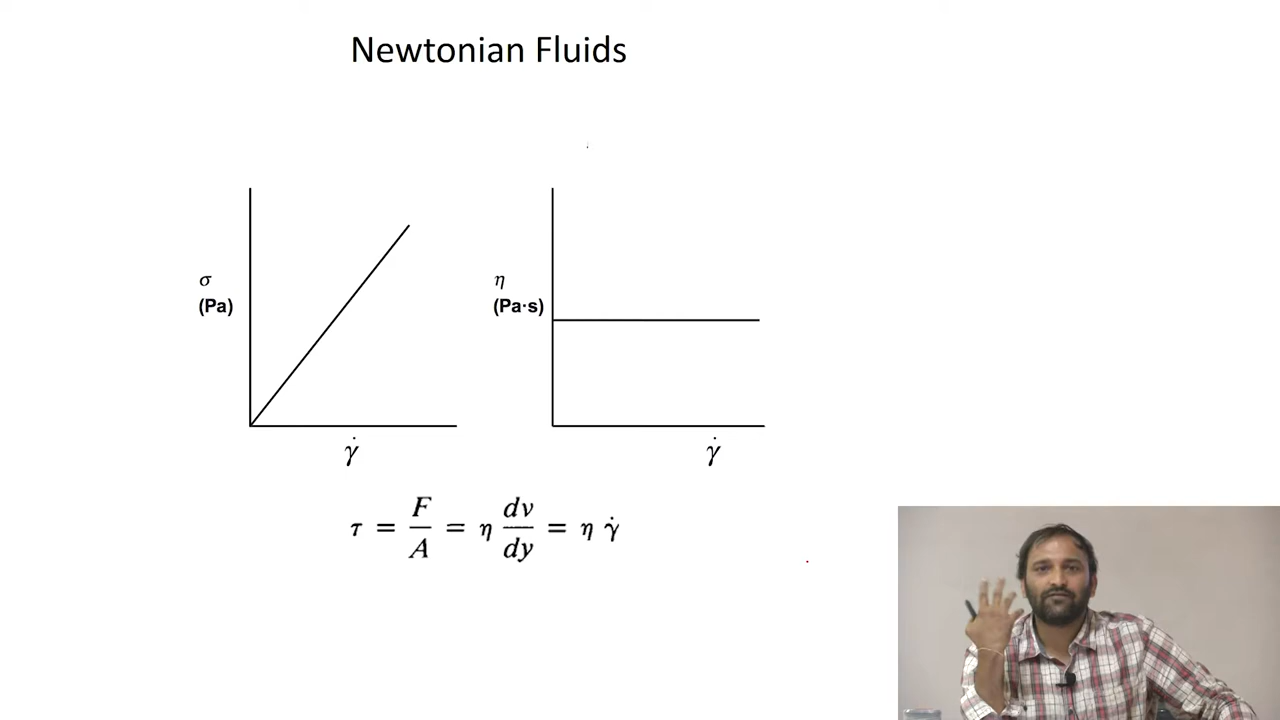 Newtonian Fluids
σ
(Pa)
γ̇
η
(Pa·s)
γ̇
τ = F/A = η dv/dy = η γ̇